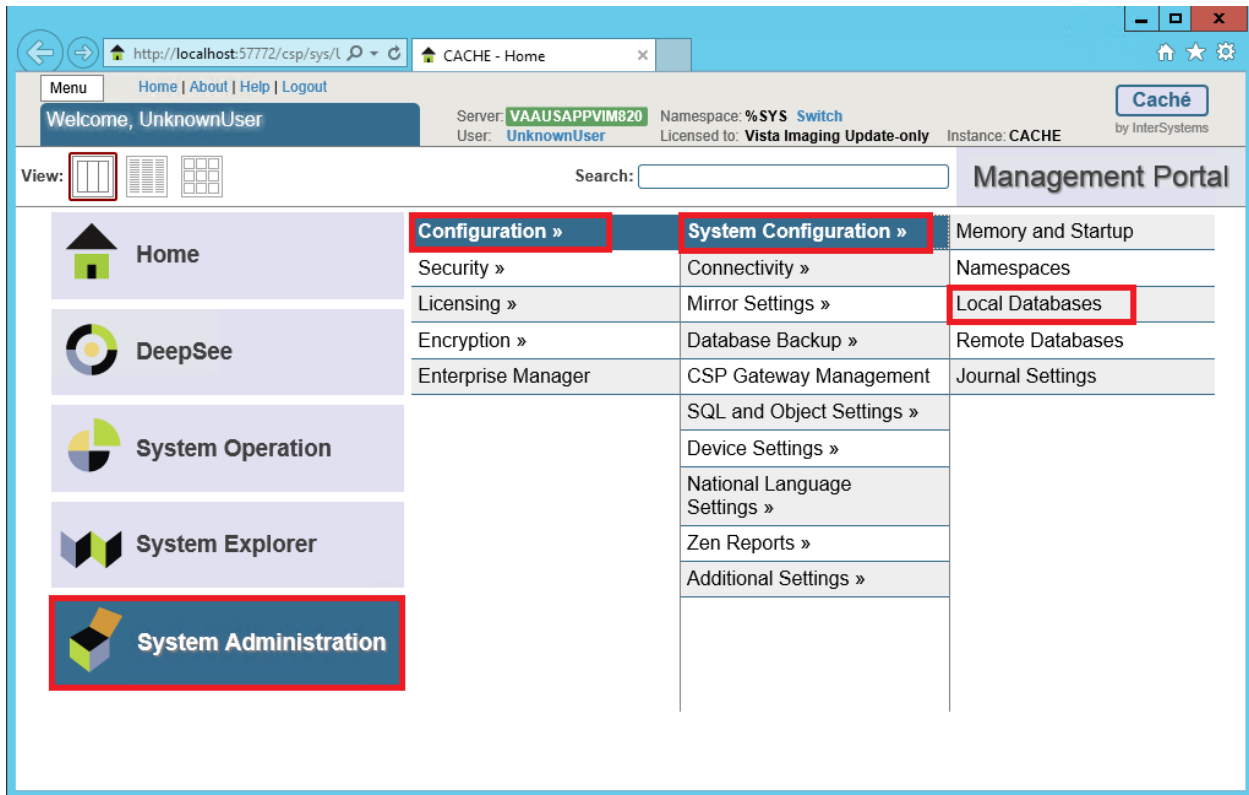 http://localhost:57772/csp/sys/
CACHE - Home
Menu
Home | About | Help | Logout
Welcome, UnknownUser
Server: VAAUSAPPVIM820 Namespace: %SYS Switch
User: UnknownUser Licensed to: Vista Imaging Update-only Instance: CACHE
Caché
by InterSystems
View:
Search:
Management Portal
Home
DeepSee
System Operation
System Explorer
System Administration
Configuration »
Security »
Licensing »
Encryption »
Enterprise Manager
System Configuration »
Connectivity »
Mirror Settings »
Database Backup »
CSP Gateway Management
SQL and Object Settings »
Device Settings »
National Language
Settings »
Zen Reports »
Additional Settings »
Memory and Startup
Namespaces
Local Databases
Remote Databases
Journal Settings